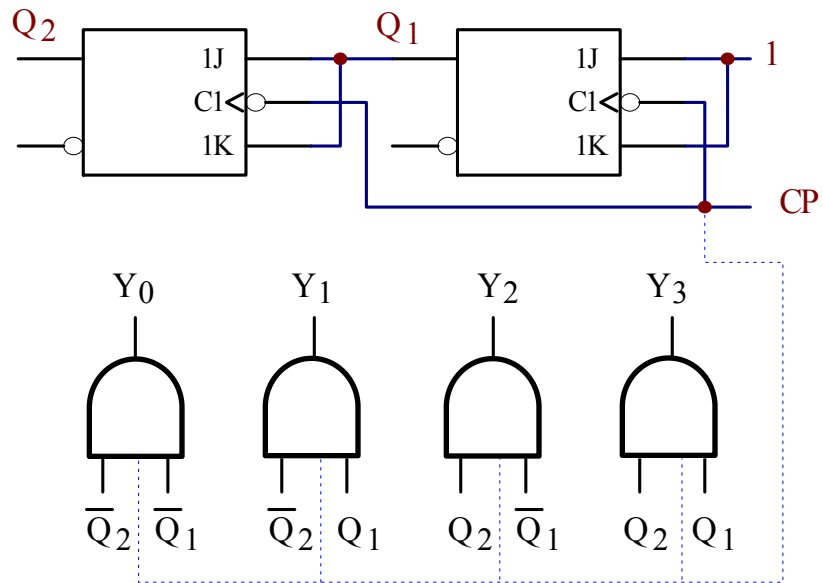 Q2 1J Q1 1J 1
C1 C1
1K 1K
CP
Y0 Y1 Y2 Y3
Q̅2 Q̅1 Q̅2 Q1 Q2 Q̅1 Q2 Q1